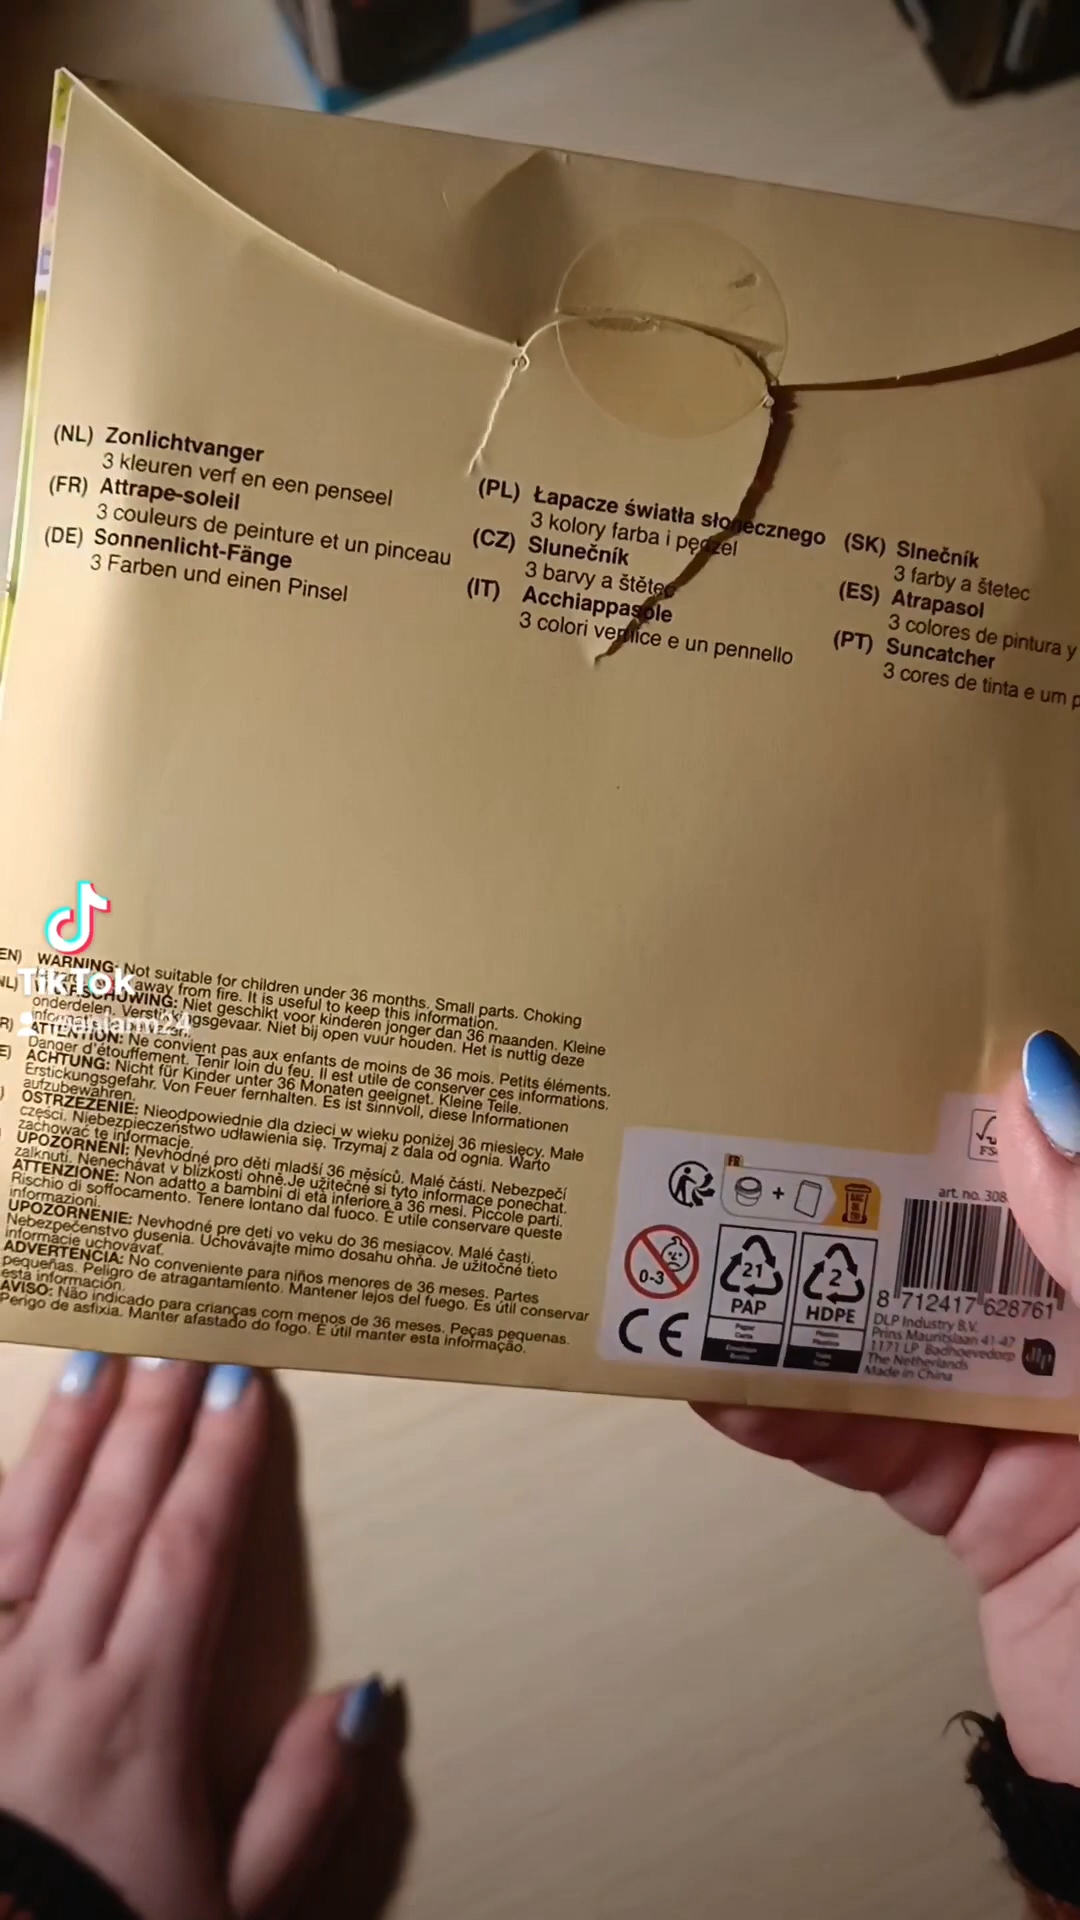 (NL) Zonlichtvanger
3 kleuren verf en een penseel
(FR) Attrape-soleil
3 couleurs de peinture et un pinceau
(DE) Sonnenlicht-Fänge
3 Farben und einen Pinsel
(PL) Łapacze światła słonecznego
3 kolory farba i pędzel
(CZ) Slunečník
3 barvy a štětec
(IT) Acchiappasole
3 colori vernice e un pennello
(SK) Slnečník
3 farby a štetec
(ES) Atrapasol
3 colores de pintura y
(PT) Suncatcher
3 cores de tinta e um
TikTok
EN) WARNING: Not suitable for children under 36 months. Small parts. Choking
away from fire. It is useful to keep this information.
NL) Niet geschikt voor kinderen jonger dan 36 maanden. Kleine
onderdelen. Niet bij open vuur houden. Het is nuttig deze
R) ATTENTION: Ne convient pas aux enfants de moins de 36 mois. Petits éléments.
Danger d'étouffement. Tenir loin du feu. Il est utile de conserver ces informations.
E) ACHTUNG: Nicht für Kinder unter 36 Monaten geeignet. Kleine Teile.
Erstickungsgefahr. Von Feuer fernhalten. Es ist sinnvoll, diese Informationen
aufzubewahren.
) OSTRZEŻENIE: Nieodpowiednie dla dzieci w wieku poniżej 36 miesięcy. Małe
części. Niebezpieczeństwo udławienia się. Trzymaj z dala od ognia. Warto
zachować te informacje.
UPOZORNĚNÍ: Nevhodné pro děti mladší 36 měsíců. Malé části. Nebezpečí
zalknutí. Nenechávat v blízkosti ohně. Je užitečné si tyto informace ponechat.
ATTENZIONE: Non adatto a bambini di età inferiore a 36 mesi. Piccole parti.
Rischio di soffocamento. Tenere lontano dal fuoco. È utile conservare queste
informazioni.
UPOZORNENIE: Nevhodné pre deti vo veku do 36 mesiacov. Malé časti.
Nebezpečenstvo dusenia. Uchovávajte mimo dosahu ohňa. Je užitočné tieto
informácie uchovávať.
ADVERTENCIA: No conveniente para niños menores de 36 meses. Partes
pequeñas. Peligro de atragantamiento. Mantener lejos del fuego. Es útil conservar
esta información.
AVISO: Não indicado para crianças com menos de 36 meses. Peças pequenas.
Perigo de asfixia. Manter afastado do fogo. É útil manter esta informação.
FR
+
BAC
DE
TRI
0-3
CE
21
PAP
2
HDPE
art. no. 308
8 712417 628761
DLP Industry B.V.
Prins Mauritslaan 41-47
1171 LP Badhoevedorp
The Netherlands
Made in China
dlp